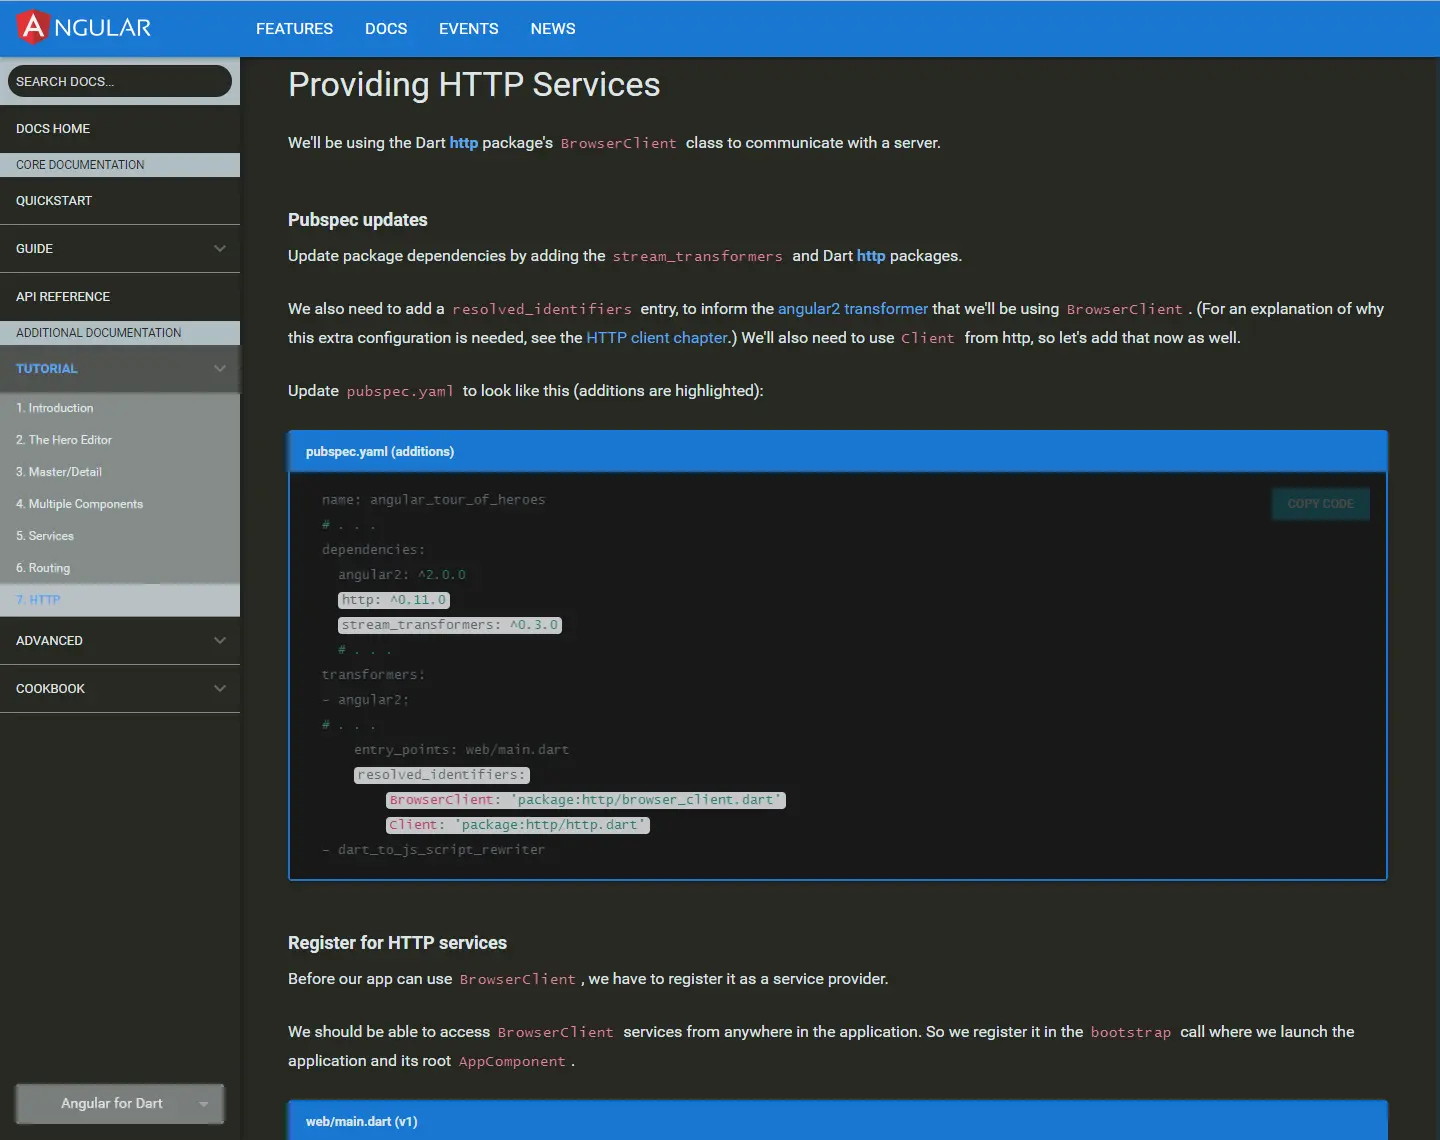 ANGULAR
FEATURES DOCS EVENTS NEWS
SEARCH DOCS...
DOCS HOME
CORE DOCUMENTATION
QUICKSTART
GUIDE
API REFERENCE
ADDITIONAL DOCUMENTATION
TUTORIAL
1. Introduction
2. The Hero Editor
3. Master/Detail
4. Multiple Components
5. Services
6. Routing
7. HTTP
ADVANCED
COOKBOOK
Angular for Dart
Providing HTTP Services
We'll be using the Dart http package's BrowserClient class to communicate with a server.
Pubspec updates
Update package dependencies by adding the stream_transformers and Dart http packages.
We also need to add a resolved_identifiers entry, to inform the angular2 transformer that we'll be using BrowserClient. (For an explanation of why
this extra configuration is needed, see the HTTP client chapter.) We'll also need to use Client from http, so let's add that now as well.
Update pubspec.yaml to look like this (additions are highlighted):
pubspec.yaml (additions)
COPY CODE
name: angular_tour_of_heroes
# . . .
dependencies:
angular2: ^2.0.0
http: ^0.11.0
stream_transformers: ^0.3.0
# . . .
transformers:
- angular2:
# . . .
entry_points: web/main.dart
resolved_identifiers:
BrowserClient: 'package:http/browser_client.dart'
Client: 'package:http/http.dart'
- dart_to_js_script_rewriter
Register for HTTP services
Before our app can use BrowserClient, we have to register it as a service provider.
We should be able to access BrowserClient services from anywhere in the application. So we register it in the bootstrap call where we launch the
application and its root AppComponent.
web/main.dart (v1)